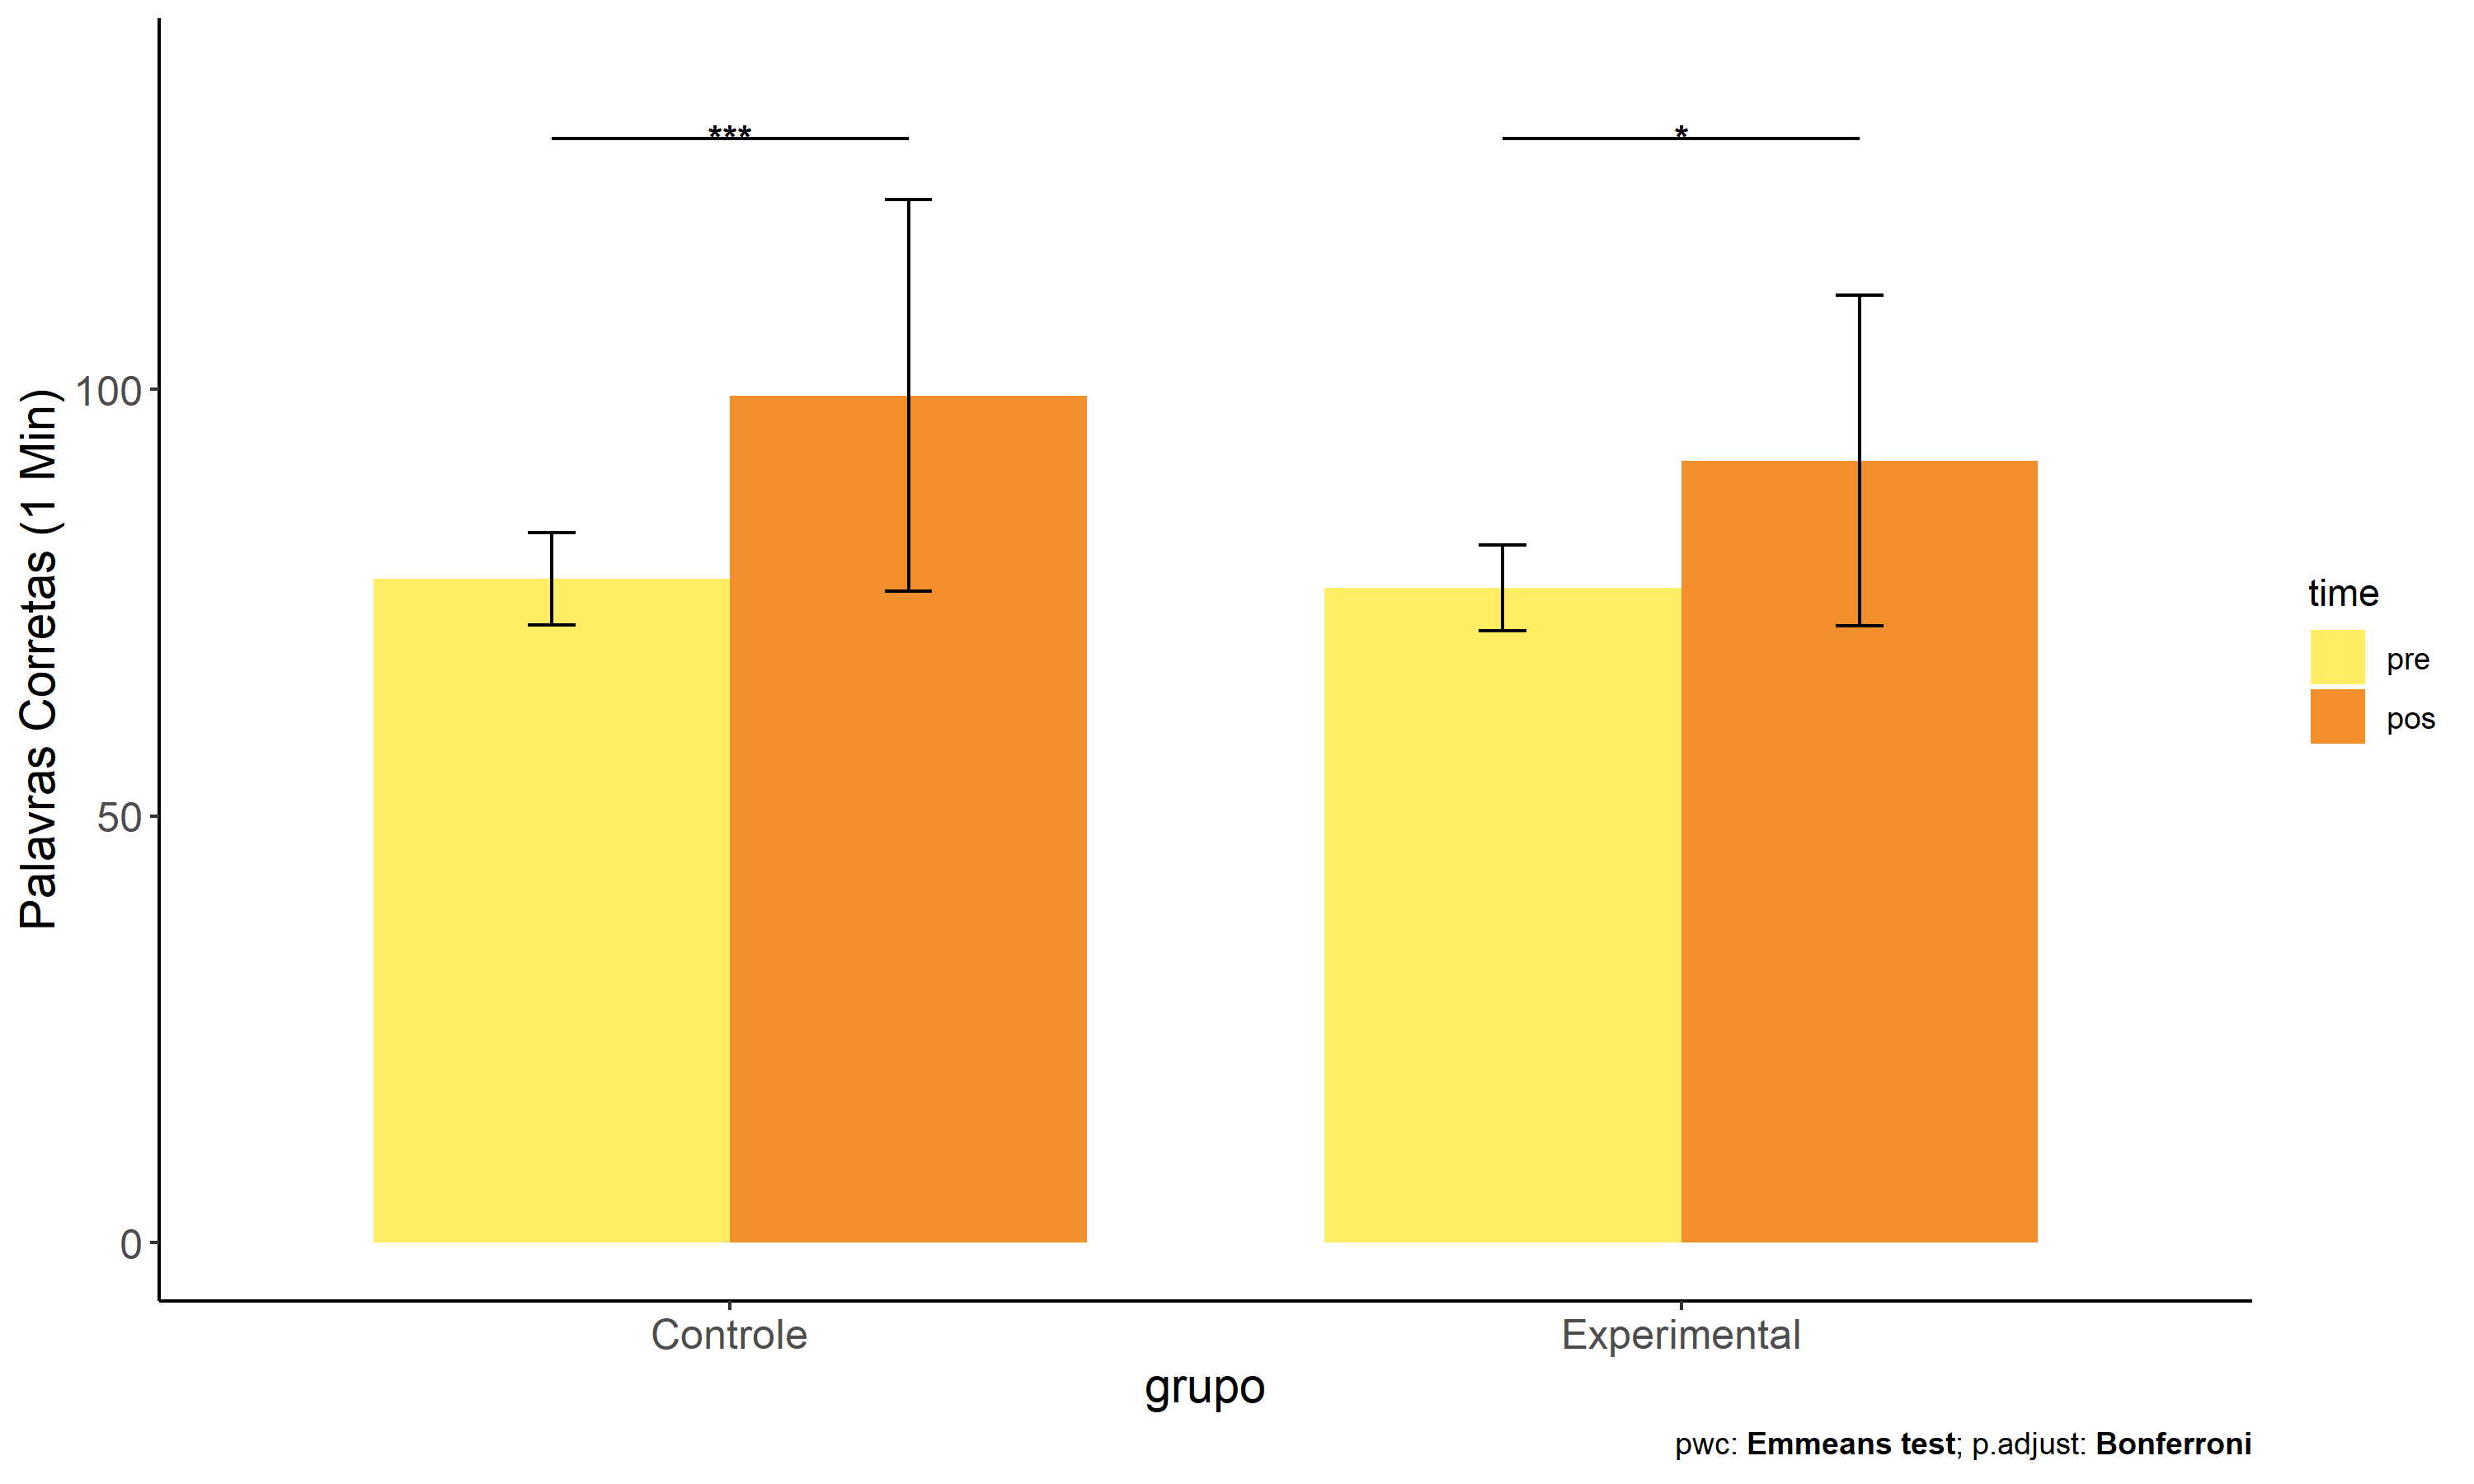 ***
*
Palavras Corretas (1 Min)
100
50
0
Controle
Experimental
grupo
time
pre
pos
pwc: Emmeans test; p.adjust: Bonferroni